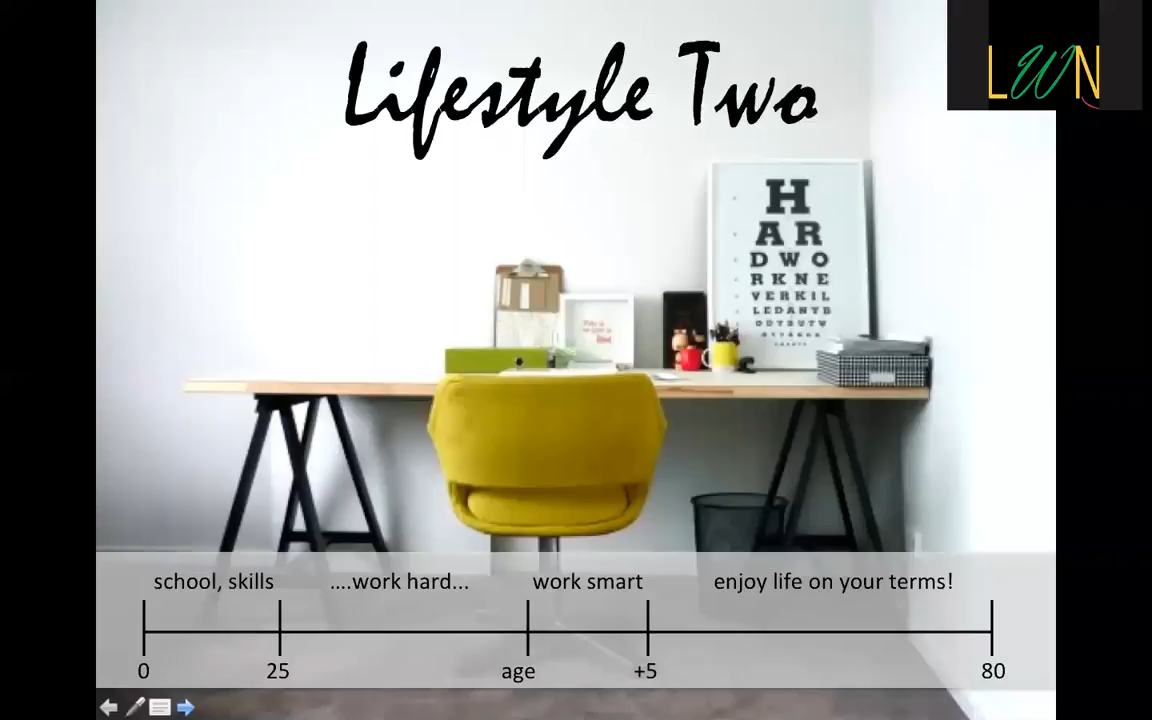 Lifestyle Two
LWN
H
AR
DWO
RKNE
VERKIL
LEDANYB
school, skills
....work hard...
work smart
enjoy life on your terms!
0
25
age
+5
80